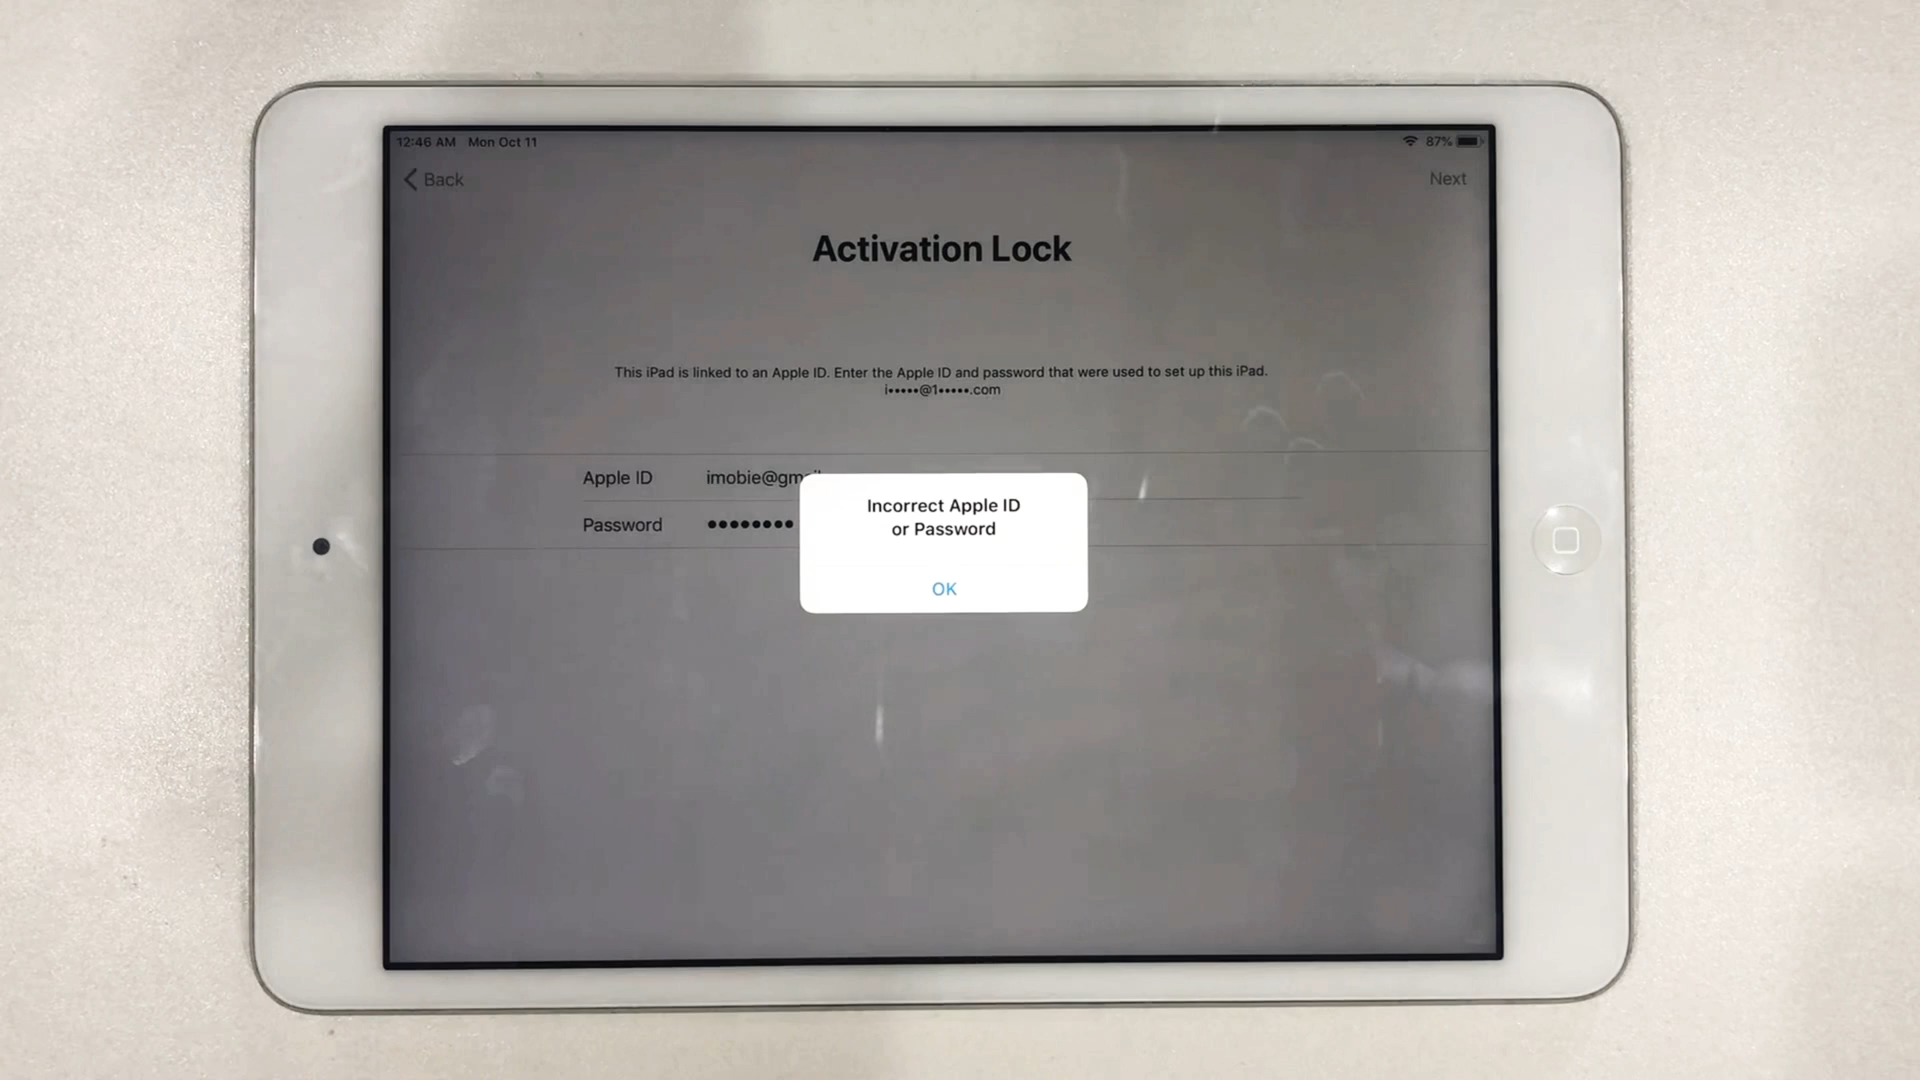 12:46 AM Mon Oct 11
87%
Back
Next
Activation Lock
This iPad is linked to an Apple ID. Enter the Apple ID and password that were used to set up this iPad.
i•••••@1•••••.com
Apple ID imobie@gm
Password ••••••••
Incorrect Apple ID
or Password
OK